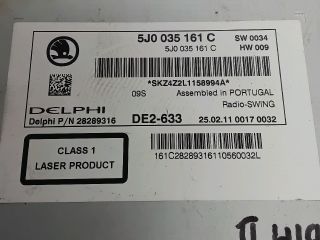 5J0 035 161 C SW 0034
5J0 035 161 C HW 009
*SKZ4Z2L1158994A*
09S Assembled in PORTUGAL
Radio-SWING
DELPHI
Delphi P/N 28289316 DE2-633 25.02.11 0017 0032
CLASS 1
LASER PRODUCT
161C28289316110560032L